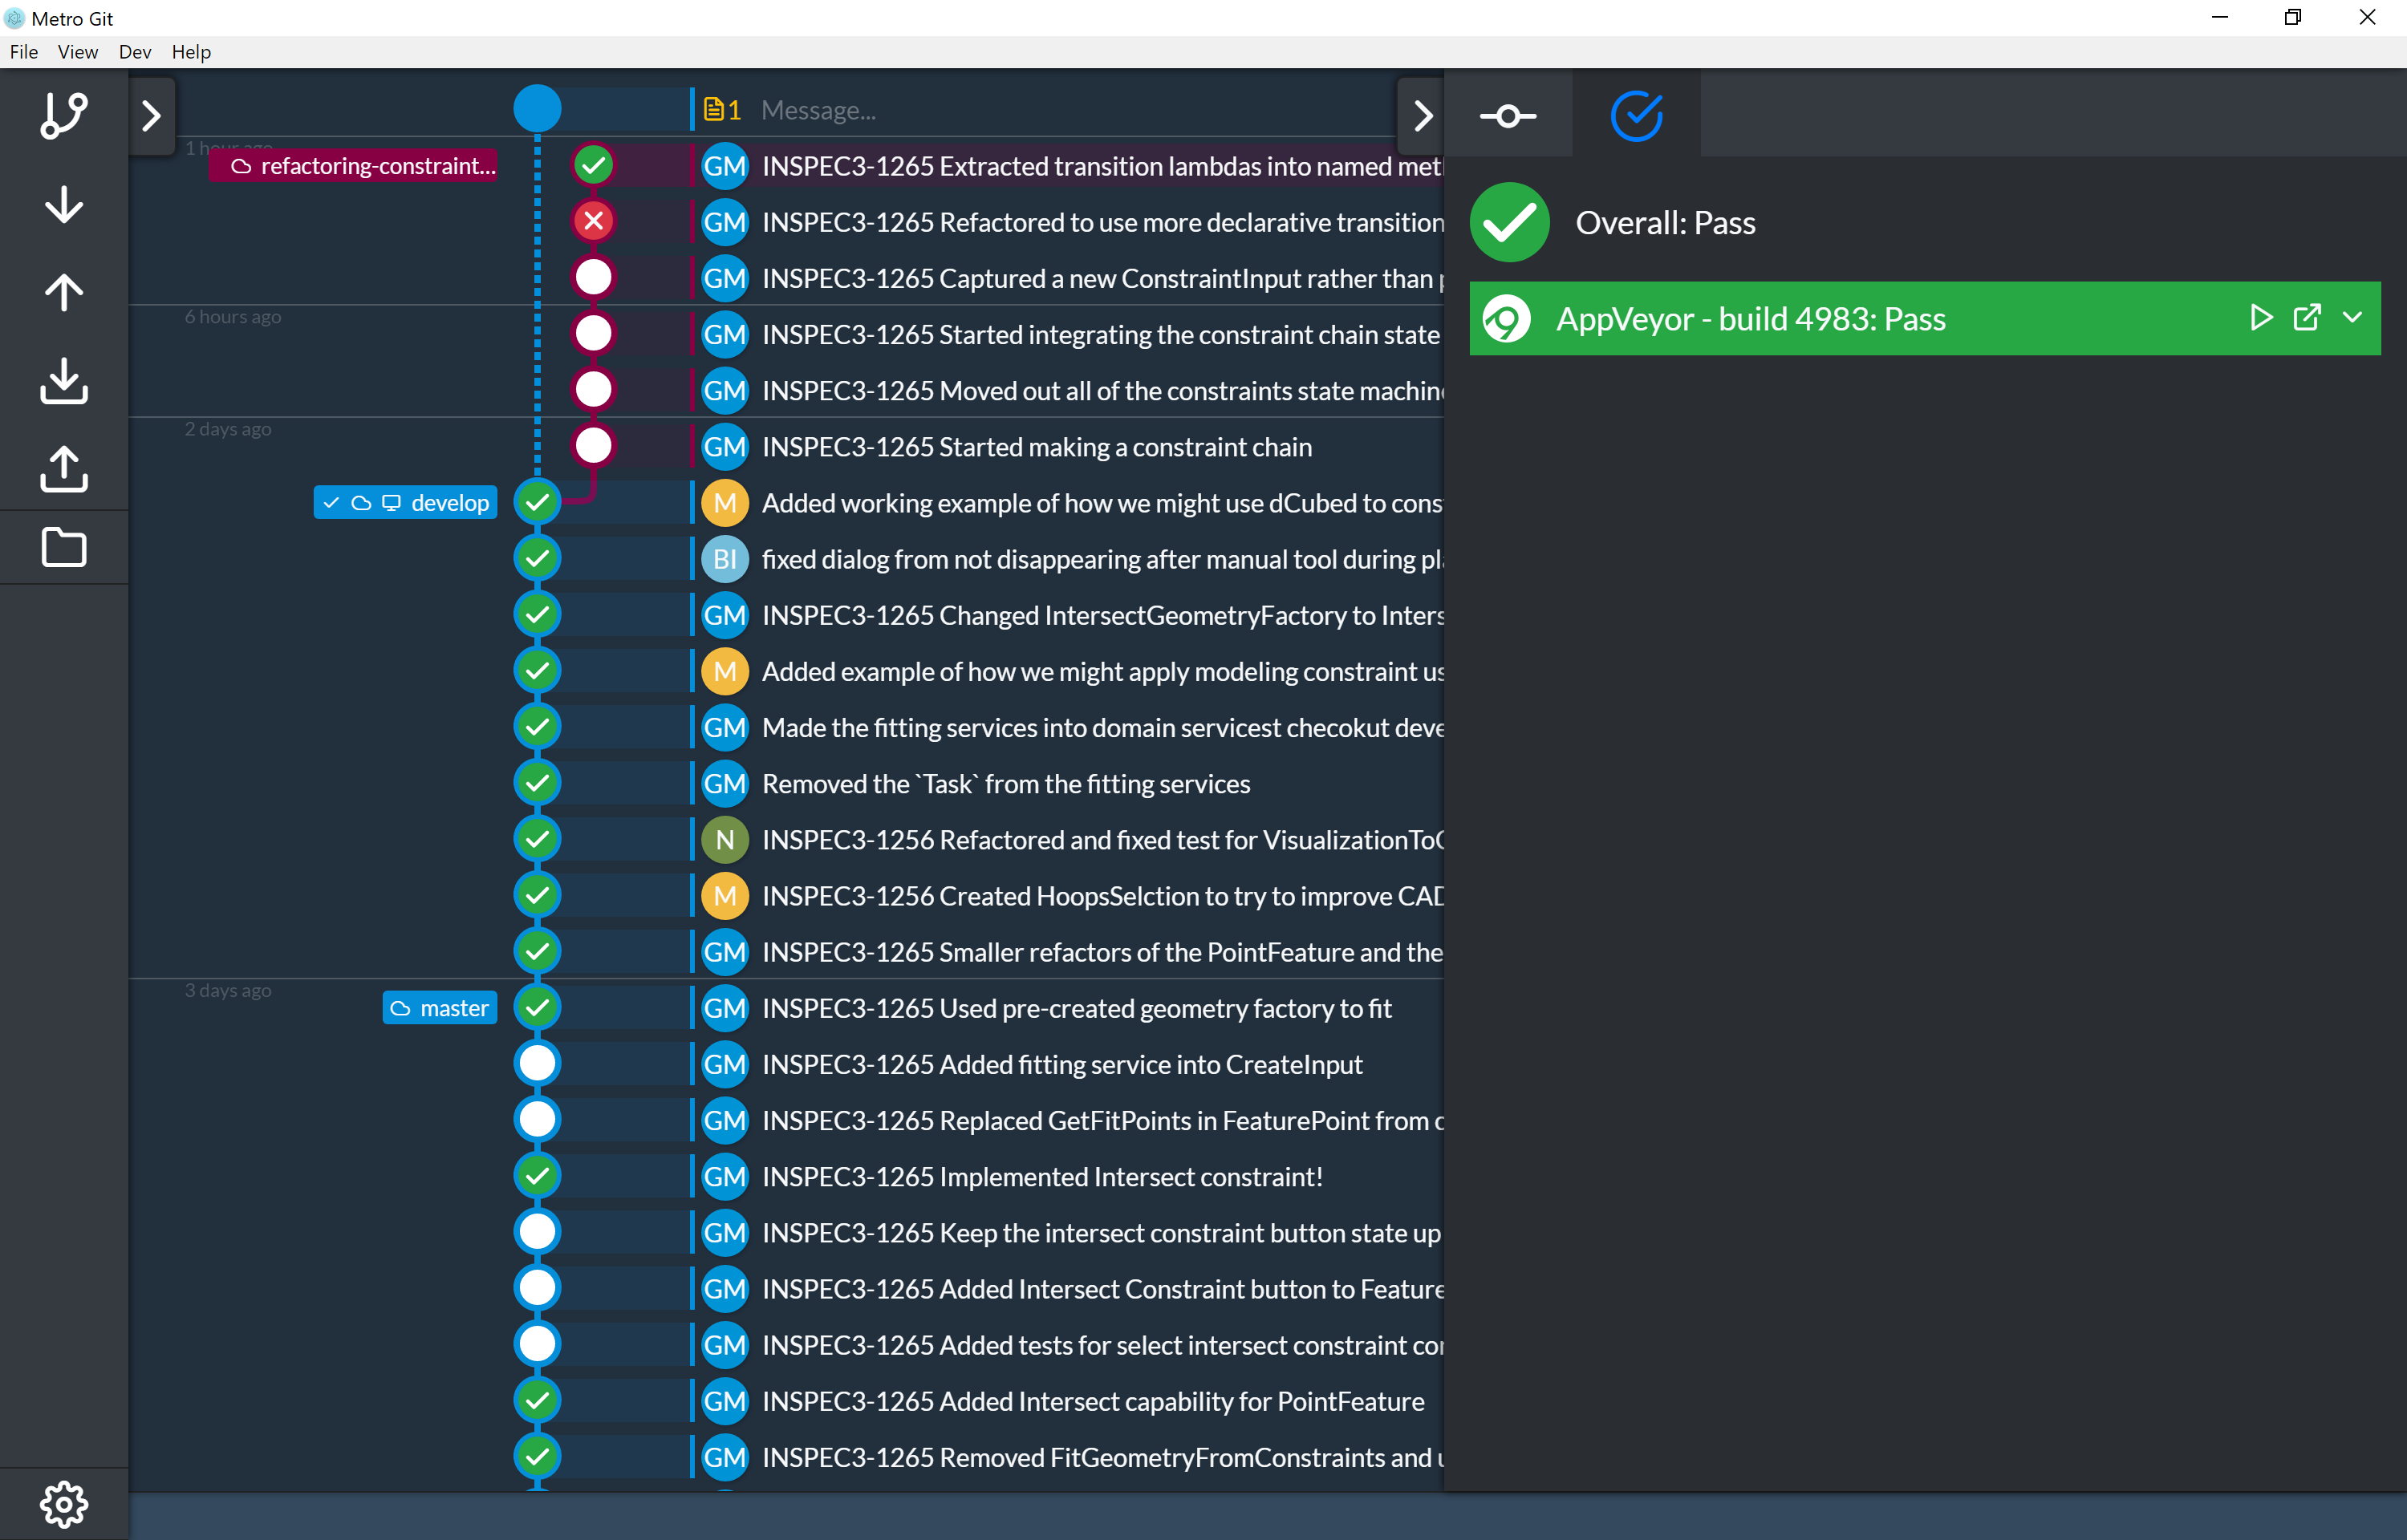 Metro Git
File View Dev Help
1 Message...
1 hour ago
refactoring-constraint...
GM INSPEC3-1265 Extracted transition lambdas into named
GM INSPEC3-1265 Refactored to use more declarative transition
GM INSPEC3-1265 Captured a new ConstraintInput rather than
6 hours ago
GM INSPEC3-1265 Started integrating the constraint chain state
GM INSPEC3-1265 Moved out all of the constraints state
2 days ago
GM INSPEC3-1265 Started making a constraint chain
develop
M Added working example of how we might use dCubed to
BI fixed dialog from not disappearing after manual tool during
GM INSPEC3-1265 Changed IntersectGeometryFactory to
M Added example of how we might apply modeling constraint
GM Made the fitting services into domain servicest checokut
GM Removed the `Task` from the fitting services
N INSPEC3-1256 Refactored and fixed test for
M INSPEC3-1256 Created HoopsSelction to try to improve
GM INSPEC3-1265 Smaller refactors of the PointFeature and the
3 days ago
master
GM INSPEC3-1265 Used pre-created geometry factory to fit
GM INSPEC3-1265 Added fitting service into CreateInput
GM INSPEC3-1265 Replaced GetFitPoints in FeaturePoint from
GM INSPEC3-1265 Implemented Intersect constraint!
GM INSPEC3-1265 Keep the intersect constraint button state up
GM INSPEC3-1265 Added Intersect Constraint button to Feature
GM INSPEC3-1265 Added tests for select intersect constraint
GM INSPEC3-1265 Added Intersect capability for PointFeature
GM INSPEC3-1265 Removed FitGeometryFromConstraints and
Overall: Pass
AppVeyor - build 4983: Pass